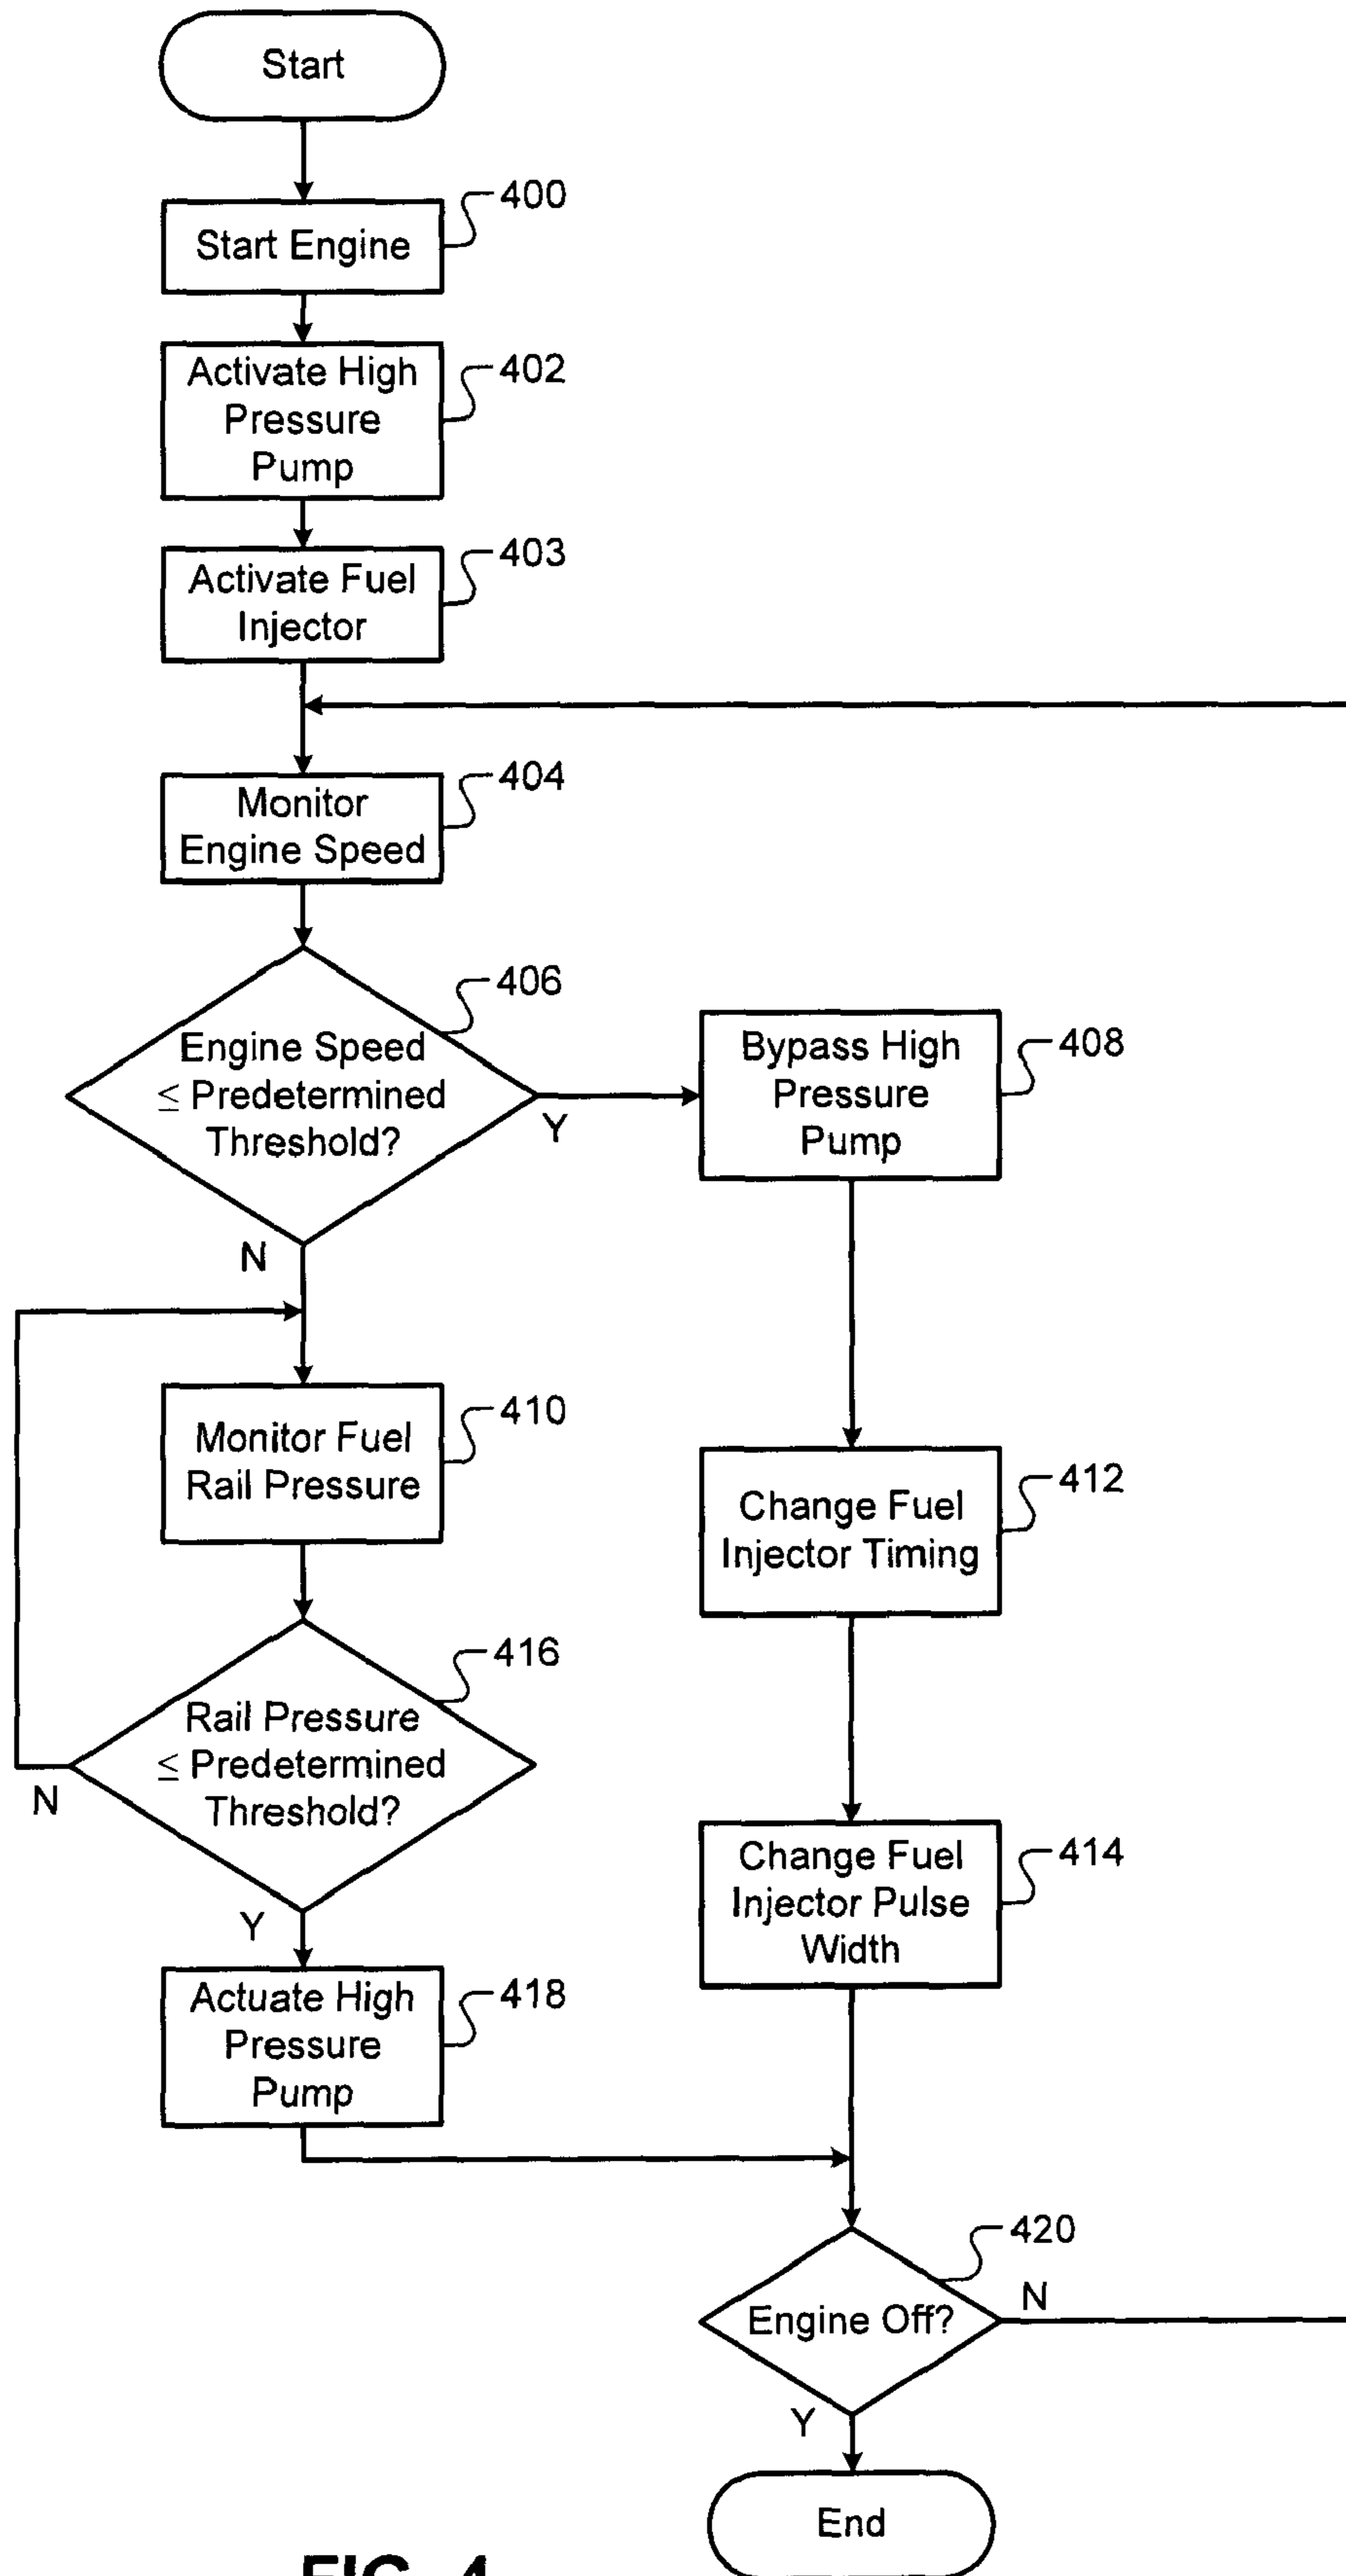 Start
Start Engine
400
Activate High
Pressure
Pump
402
Activate Fuel
Injector
403
Monitor
Engine Speed
404
Engine Speed
≤ Predetermined
Threshold?
406
Y
N
Bypass High
Pressure
Pump
408
Monitor Fuel
Rail Pressure
410
Change Fuel
Injector Timing
412
Rail Pressure
≤ Predetermined
Threshold?
416
N
Y
Change Fuel
Injector Pulse
Width
414
Actuate High
Pressure
Pump
418
Engine Off?
420
N
Y
End
FIG. 4